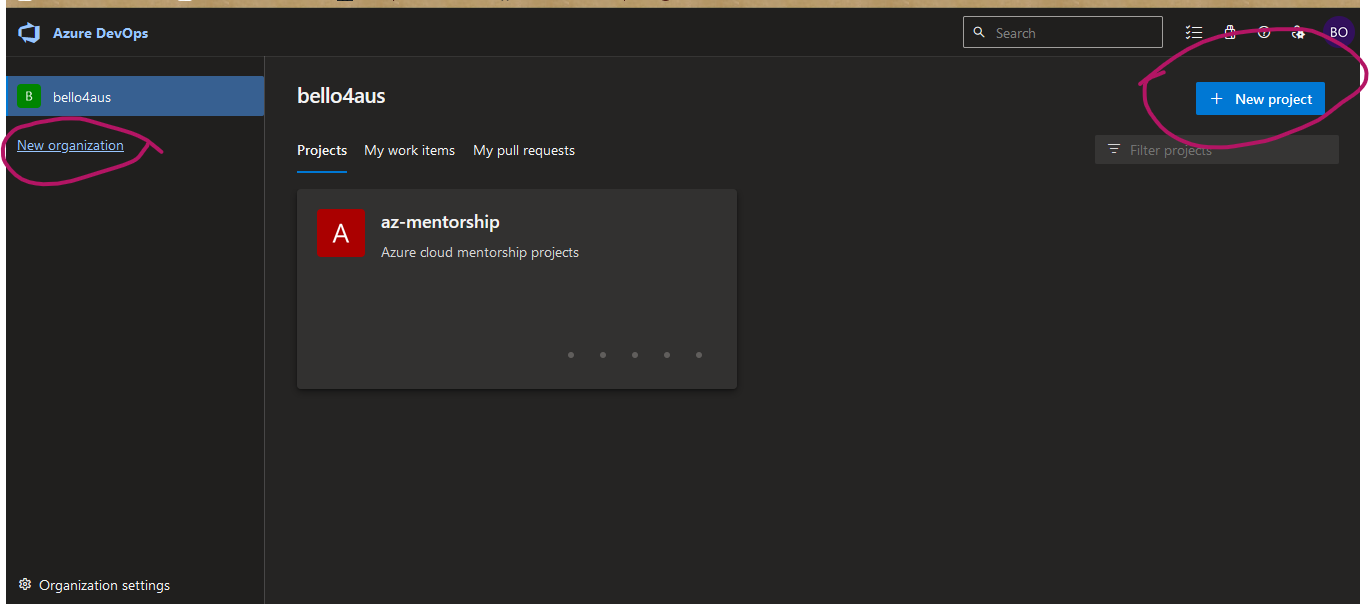 Azure DevOps
Search
BO
B
bello4aus
New organization
bello4aus
New project
Projects
My work items
My pull requests
Filter projects
A
az-mentorship
Azure cloud mentorship projects
Organization settings